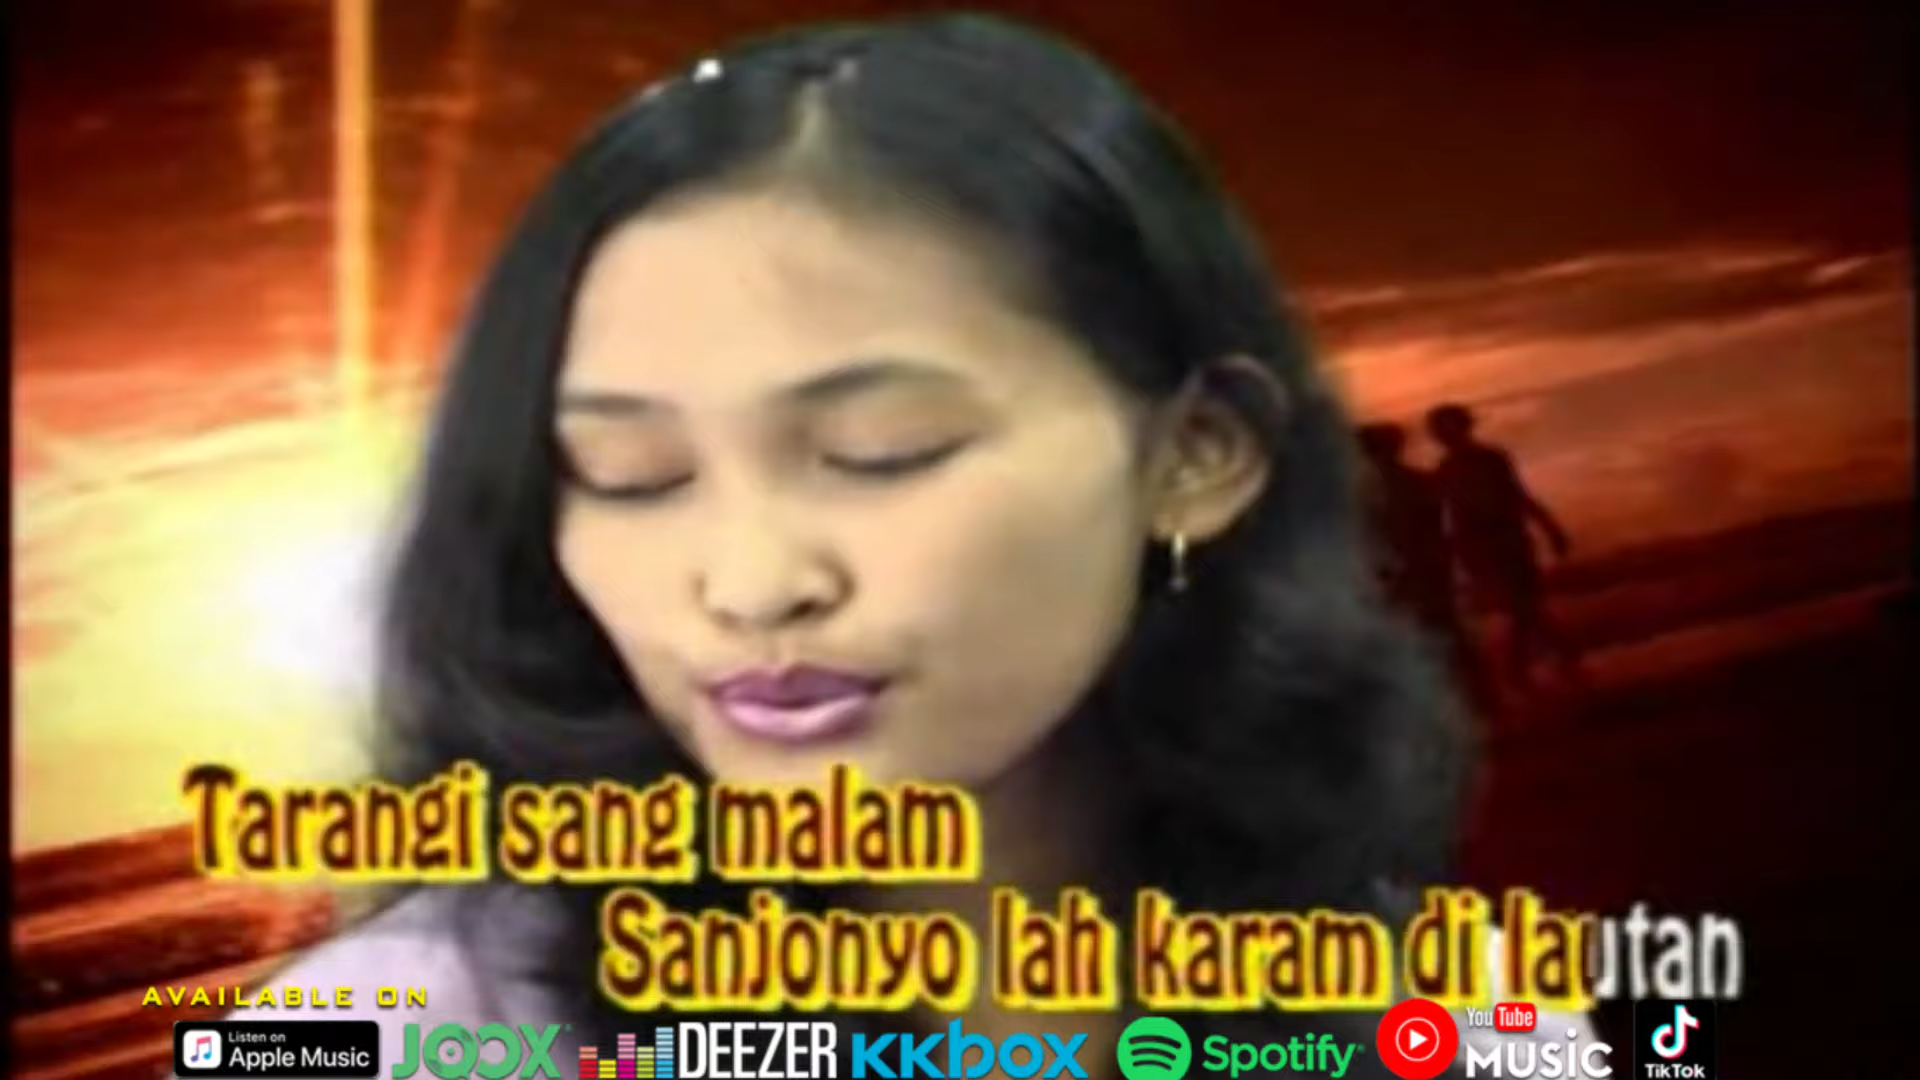 Tarangi sang malam
Sanjonyo lah karam di lautan
AVAILABLE ON
Listen on
Apple Music
JOOX
DEEZER
KKBOX
Spotify
YouTube
MUSIC
TikTok